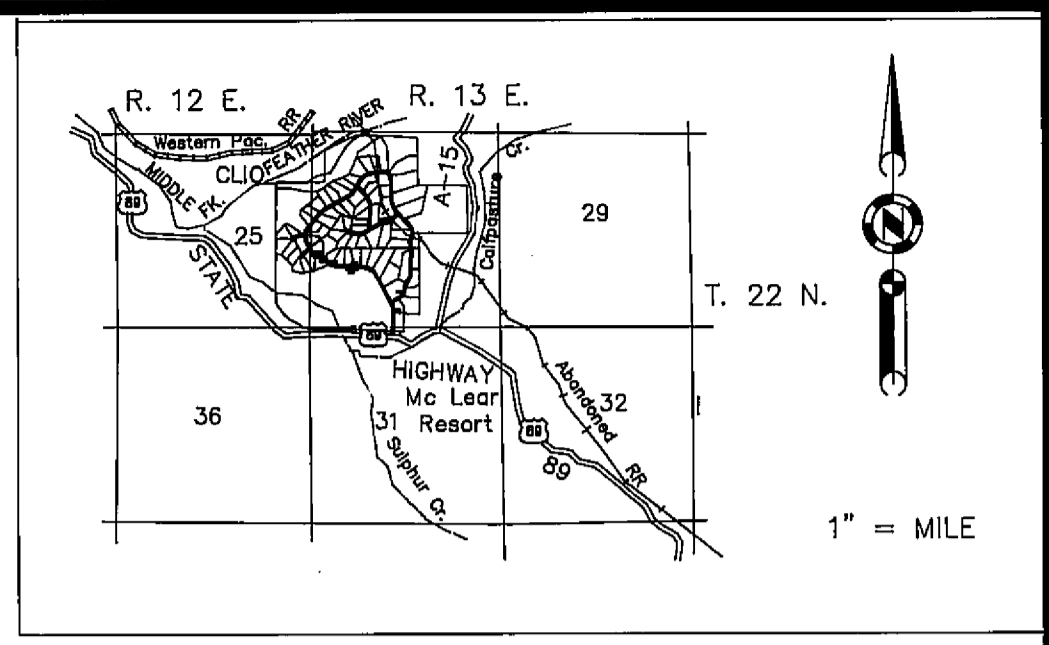 R. 12 E.
R. 13 E.
Western Pac. RR
CLIO
FEATHER RIVER
MIDDLE FK.
A-15
Cr.
Calfpasture
89
25
29
STATE
N
T. 22 N.
89
HIGHWAY
Mc Lear
Resort
36
31
32
Abandoned
RR
Sulphur Cr.
89
89
1" = MILE